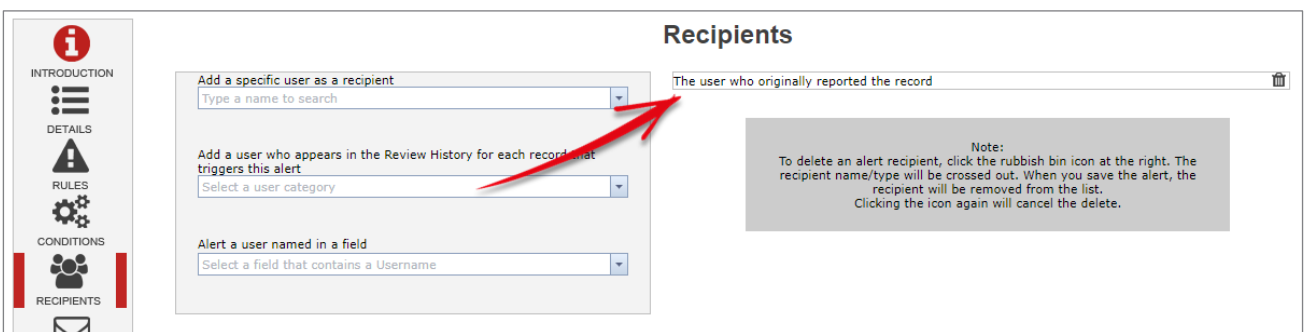 Recipients
INTRODUCTION
DETAILS
RULES
CONDITIONS
RECIPIENTS
Add a specific user as a recipient
Type a name to search
Add a user who appears in the Review History for each record that
triggers this alert
Select a user category
Alert a user named in a field
Select a field that contains a Username
The user who originally reported the record
Note:
To delete an alert recipient, click the rubbish bin icon at the right. The
recipient name/type will be crossed out. When you save the alert, the
recipient will be removed from the list.
Clicking the icon again will cancel the delete.